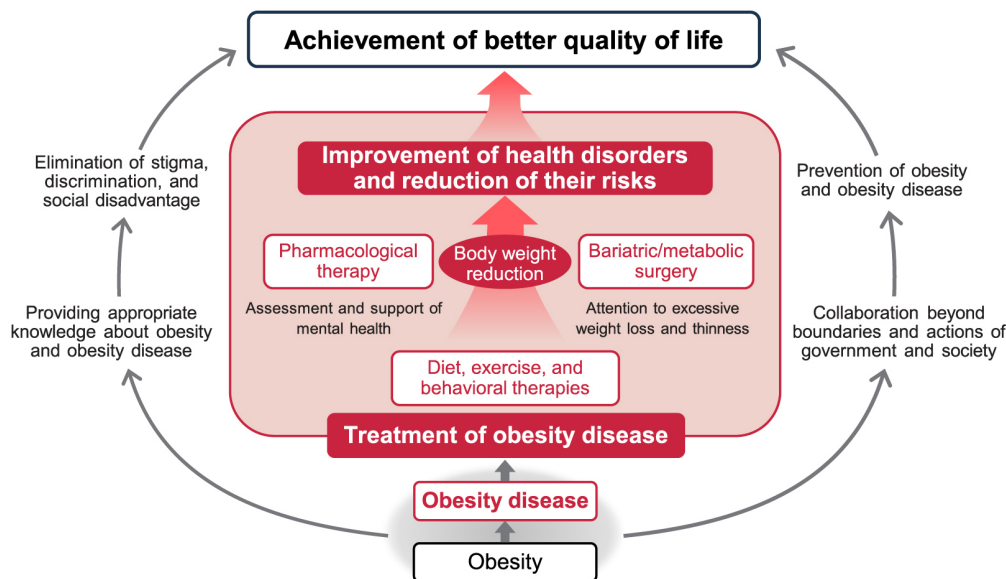 Achievement of better quality of life
Elimination of stigma,
discrimination, and
social disadvantage
Providing appropriate
knowledge about obesity
and obesity disease
Improvement of health disorders
and reduction of their risks
Pharmacological
therapy
Body weight
reduction
Bariatric/metabolic
surgery
Assessment and support of
mental health
Attention to excessive
weight loss and thinness
Diet, exercise, and
behavioral therapies
Treatment of obesity disease
Obesity disease
Obesity
Prevention of obesity
and obesity disease
Collaboration beyond
boundaries and actions of
government and society